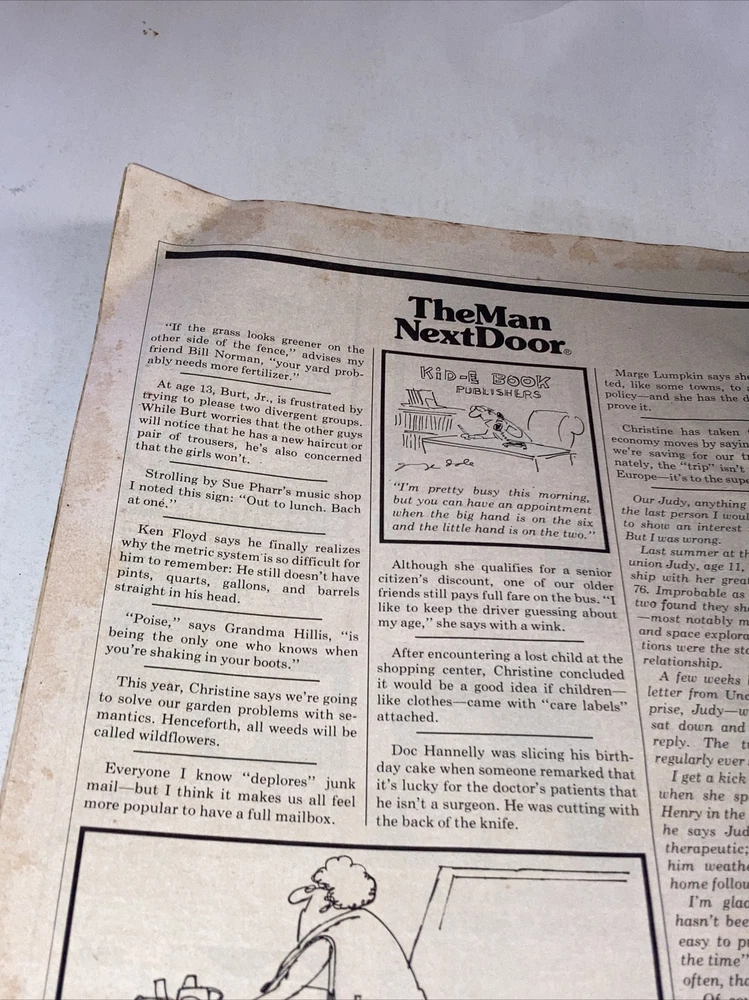 TheMan
NextDoor®
"If the grass looks greener on the
other side of the fence," advises my
friend Bill Norman, "your yard prob-
ably needs more fertilizer."
At age 13, Burt, Jr., is frustrated by
trying to please two divergent groups.
While Burt worries that the other guys
will notice that he has a new haircut or
pair of trousers, he's also concerned
that the girls won't.
Strolling by Sue Pharr's music shop
I noted this sign: "Out to lunch. Bach
at oné."
Ken Floyd says he finally realizes
why the metric system is so difficult for
him to remember: He still doesn't have
pints, quarts, gallons, and barrels
straight in his head.
"Poise," says Grandma Hillis, "is
being the only one who knows when
you're shaking in your boots."
This year, Christine says we're going
to solve our garden problems with se-
mantics. Henceforth, all weeds will be
called wildflowers.
Everyone I know "deplores" junk
mail—but I think it makes us all feel
more popular to have a full mailbox.
KID-E BOOK
PUBLISHERS
"I'm pretty busy this morning,
but you can have an appointment
when the big hand is on the six
and the little hand is on the two."
Although she qualifies for a senior
citizen's discount, one of our older
friends still pays full fare on the bus. "I
like to keep the driver guessing about
my age," she says with a wink.
After encountering a lost child at the
shopping center, Christine concluded
it would be a good idea if children—
like clothes—came with "care labels"
attached.
Doc Hannelly was slicing his birth-
day cake when someone remarked that
it's lucky for the doctor's patients that
he isn't a surgeon. He was cutting with
the back of the knife.
Marge Lumpkin says she
ted, like some towns, to
policy—and she has the d
prove it.
Christine has taken
economy moves by sayin
we're saving for our t
nately, the "trip" isn't
Europe—it's to the supe
Our Judy, anything
the last person I woul
to show an interest
But I was wrong.
Last summer at th
union Judy, age 11,
ship with her grea
76. Improbable as
two found they sh
—most notably m
and space explora
tions were the sta
relationship.
A few weeks
letter from Unc
prise, Judy—w
sat down and
reply. The t
regularly ever
I get a kick
when she sp
Henry in the
he says Jud
therapeutic;
him weathe
home follou
I'm glad
hasn't bee
easy to pu
the time"
often, tha